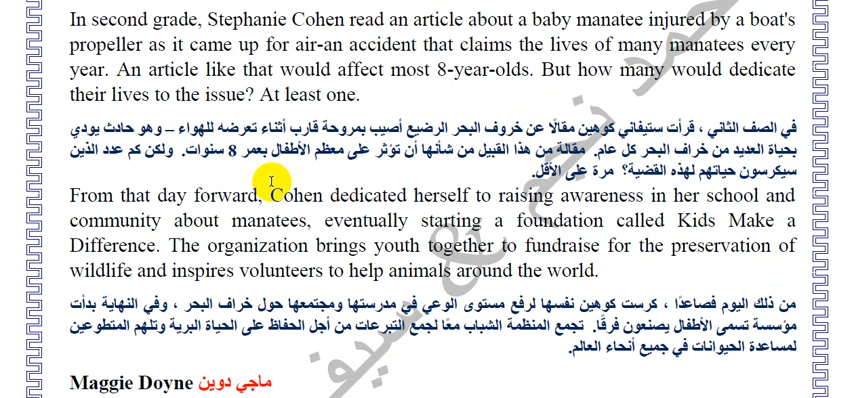 In second grade, Stephanie Cohen read an article about a baby manatee injured by a boat's
propeller as it came up for air-an accident that claims the lives of many manatees every
year. An article like that would affect most 8-year-olds. But how many would dedicate
their lives to the issue? At least one.
في الصف الثاني ، قرأت ستيفاني كوهين مقالًا عن خروف البحر الرضيع أصيب بمروحة قارب أثناء تعرضه للهواء – وهو حادث يودي
بحياة العديد من خراف البحر كل عام. مقالة من هذا القبيل من شأنها أن تؤثر على معظم الأطفال بعمر 8 سنوات. ولكن كم عدد الذين
سيكرسون حياتهم لهذه القضية؟ مرة على الأقل.
From that day forward, Cohen dedicated herself to raising awareness in her school and
community about manatees, eventually starting a foundation called Kids Make a
Difference. The organization brings youth together to fundraise for the preservation of
wildlife and inspires volunteers to help animals around the world.
من ذلك اليوم فصاعدًا ، كرست كوهين نفسها لرفع مستوى الوعي في مدرستها ومجتمعها حول خراف البحر ، وفي النهاية بدأت
مؤسسة تسمى الأطفال يصنعون فرقًا. تجمع المنظمة الشباب معًا لجمع التبرعات من أجل الحفاظ على الحياة البرية وتلهم المتطوعين
لمساعدة الحيوانات في جميع أنحاء العالم.
Maggie Doyne ماجي دوين